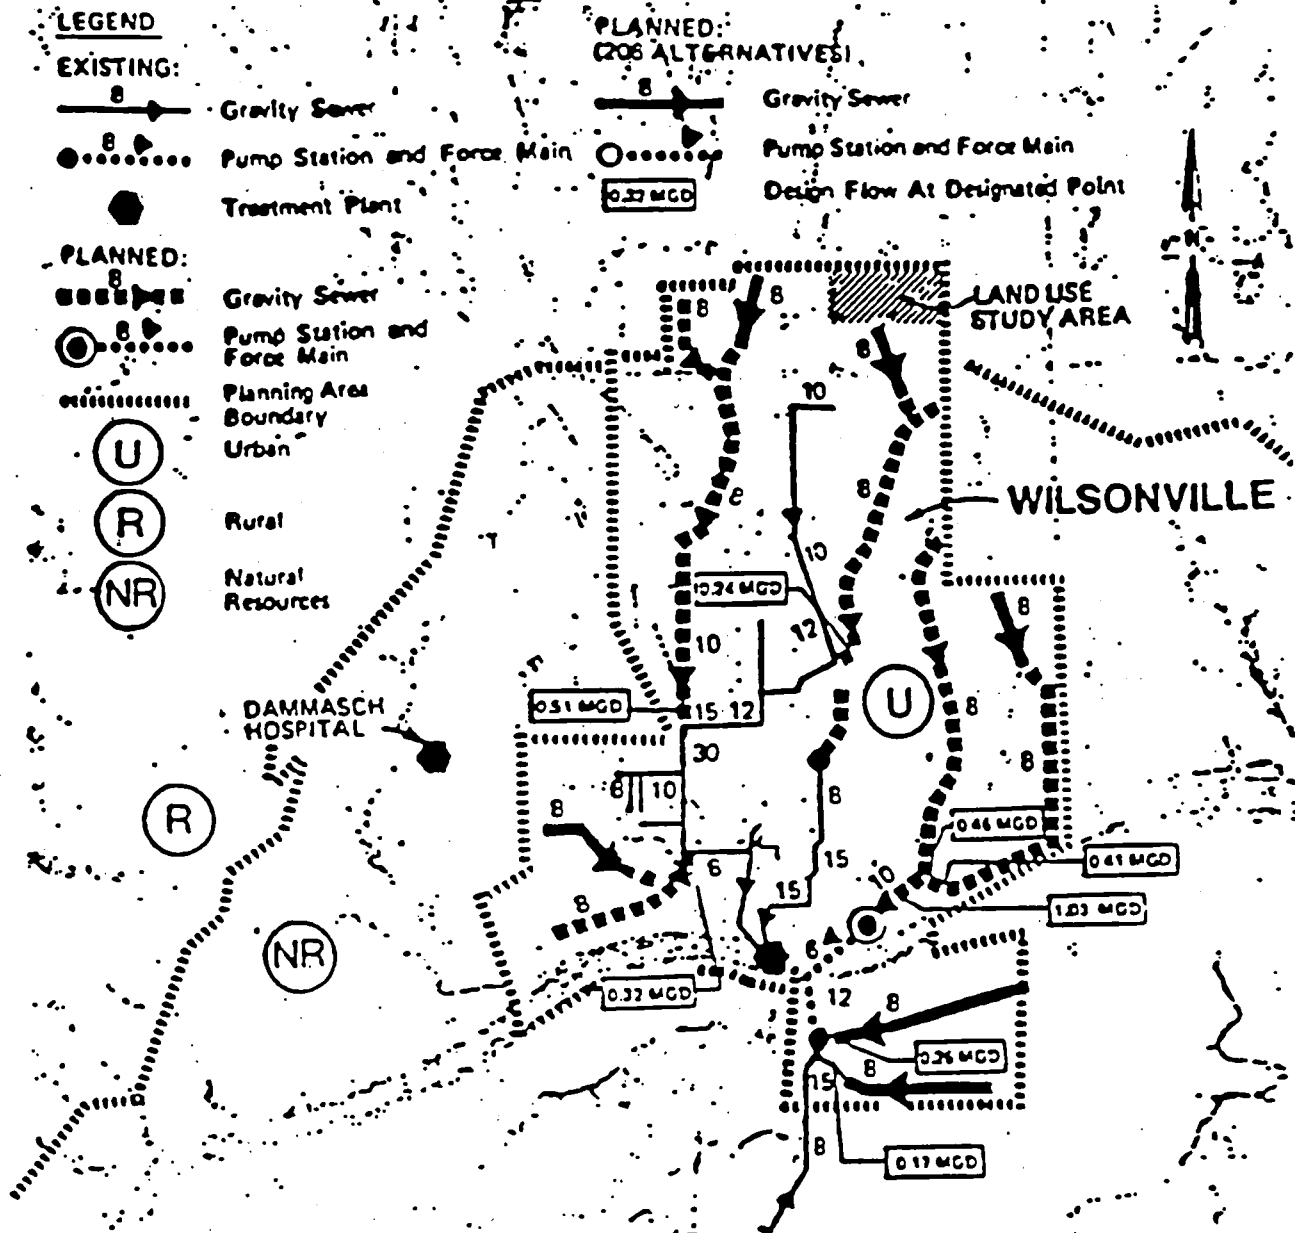 LEGEND
EXISTING:
8
Gravity Sewer
8
Pump Station and Force Main
Treatment Plant
PLANNED:
8
Gravity Sewer
8
Pump Station and
Force Main
Planning Area
Boundary
U
Urban
R
Rural
NR
Natural
Resources
PLANNED:
(208 ALTERNATIVES)
8
Gravity Sewer
Pump Station and Force Main
0.32 MGD
Design Flow At Designated Point
N
LAND USE
STUDY AREA
8
8
8
10
8
8
WILSONVILLE
10
0.24 MGD
8
10
12
0.51 MGD
15
12
U
8
DAMMASCH
HOSPITAL
30
8
8
10
8
R
8
0.46 MGD
6
15
0.41 MGD
15
10
8
1.03 MGD
NR
6
0.32 MGD
12
8
0.26 MGD
15
8
8
0.17 MGD